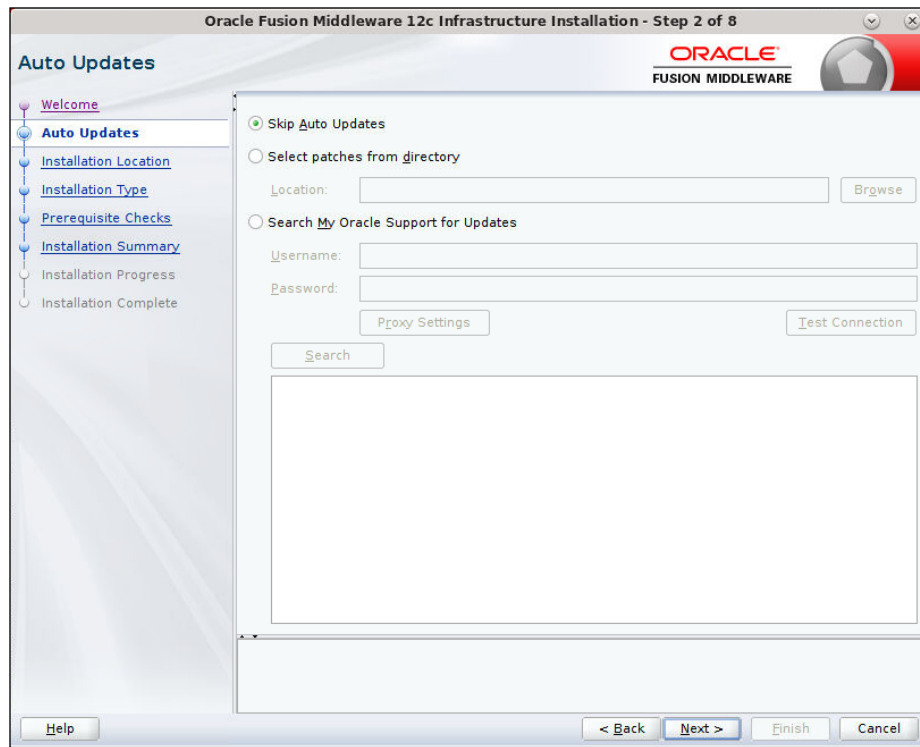 Oracle Fusion Middleware 12c Infrastructure Installation - Step 2 of 8
Auto Updates
ORACLE
FUSION MIDDLEWARE
Welcome
Auto Updates
Installation Location
Installation Type
Prerequisite Checks
Installation Summary
Installation Progress
Installation Complete
Skip Auto Updates
Select patches from directory
Location:
Browse
Search My Oracle Support for Updates
Username:
Password:
Proxy Settings
Test Connection
Search
Help
< Back
Next >
Finish
Cancel